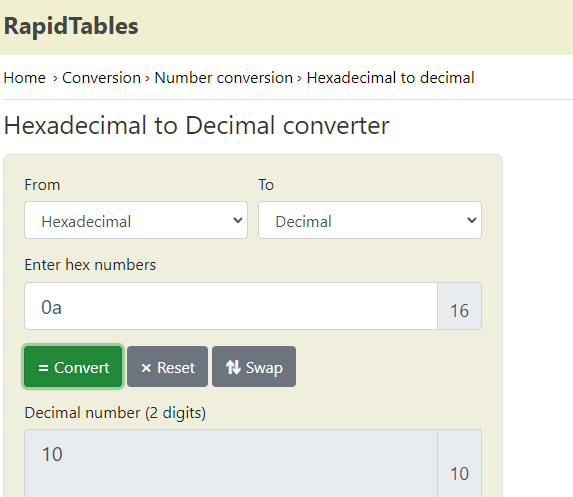 RapidTables
Home › Conversion › Number conversion › Hexadecimal to decimal
Hexadecimal to Decimal converter
From To
Hexadecimal Decimal
Enter hex numbers
0a 16
= Convert × Reset Swap
Decimal number (2 digits)
10 10